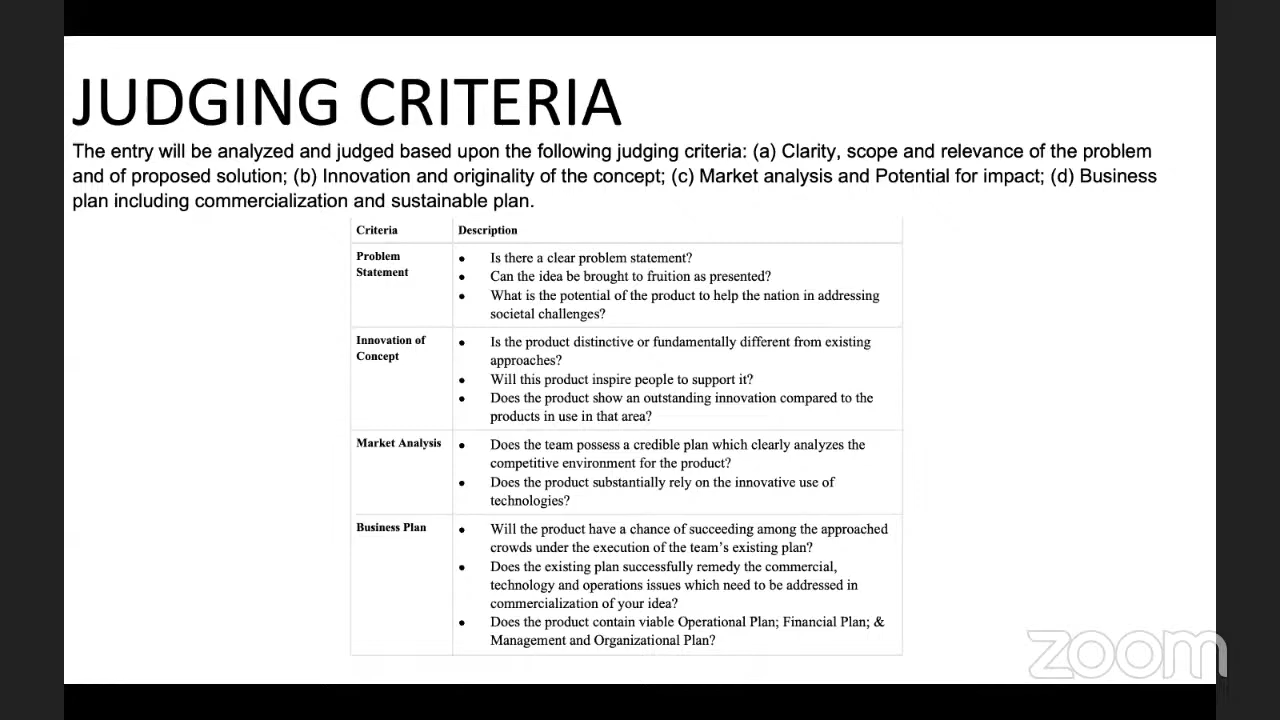 JUDGING CRITERIA
The entry will be analyzed and judged based upon the following judging criteria: (a) Clarity, scope and relevance of the problem
and of proposed solution; (b) Innovation and originality of the concept; (c) Market analysis and Potential for impact; (d) Business
plan including commercialization and sustainable plan.
Criteria Description
Problem
Statement
• Is there a clear problem statement?
• Can the idea be brought to fruition as presented?
• What is the potential of the product to help the nation in addressing
societal challenges?
Innovation of
Concept
• Is the product distinctive or fundamentally different from existing
approaches?
• Will this product inspire people to support it?
• Does the product show an outstanding innovation compared to the
products in use in that area?
Market Analysis
• Does the team possess a credible plan which clearly analyzes the
competitive environment for the product?
• Does the product substantially rely on the innovative use of
technologies?
Business Plan
• Will the product have a chance of succeeding among the approached
crowds under the execution of the team's existing plan?
• Does the existing plan successfully remedy the commercial,
technology and operations issues which need to be addressed in
commercialization of your idea?
• Does the product contain viable Operational Plan; Financial Plan; &
Management and Organizational Plan?
zoom